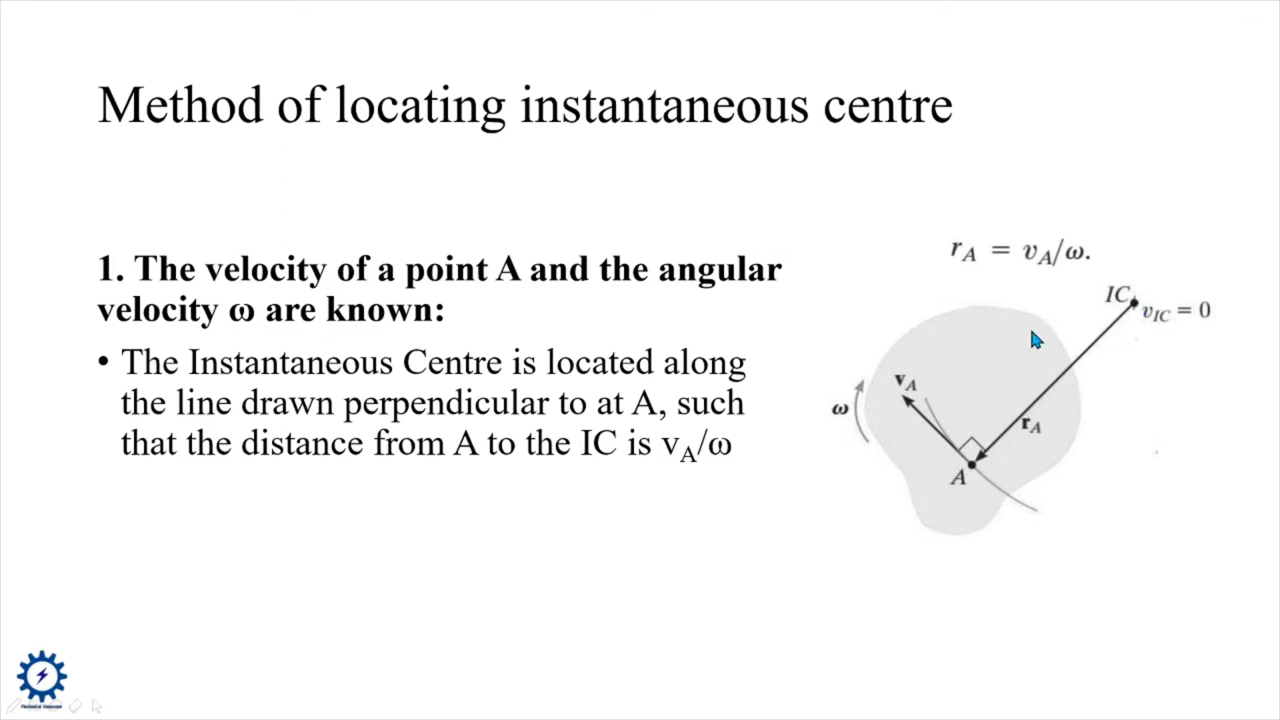 Method of locating instantaneous centre
1. The velocity of a point A and the angular
velocity ω are known:
• The Instantaneous Centre is located along
the line drawn perpendicular to at A, such
that the distance from A to the IC is vA/ω
rA = vA/ω.
IC
vIC = 0
vA
ω
rA
A